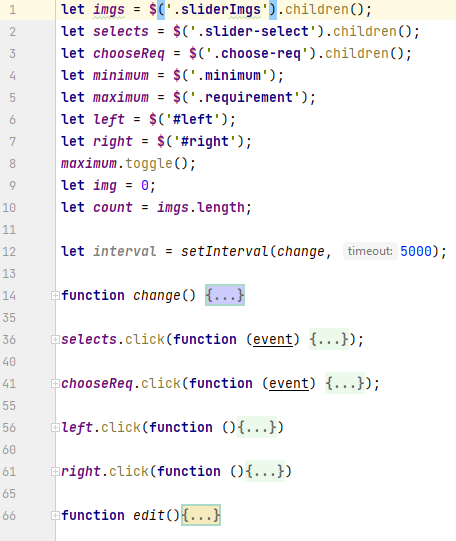 1 let imgs = $('.sliderImgs').children();
2 let selects = $('.slider-select').children();
3 let chooseReq = $('.choose-req').children();
4 let minimum = $('.minimum');
5 let maximum = $('.requirement');
6 let left = $('#left');
7 let right = $('#right');
8 maximum.toggle();
9 let img = 0;
10 let count = imgs.length;
11
12 let interval = setInterval(change, timeout: 5000);
13
14 function change() {...}
35
36 selects.click(function (event) {...});
40
41 chooseReq.click(function (event) {...});
55
56 left.click(function (){...})
60
61 right.click(function (){...})
65
66 function edit(){...}